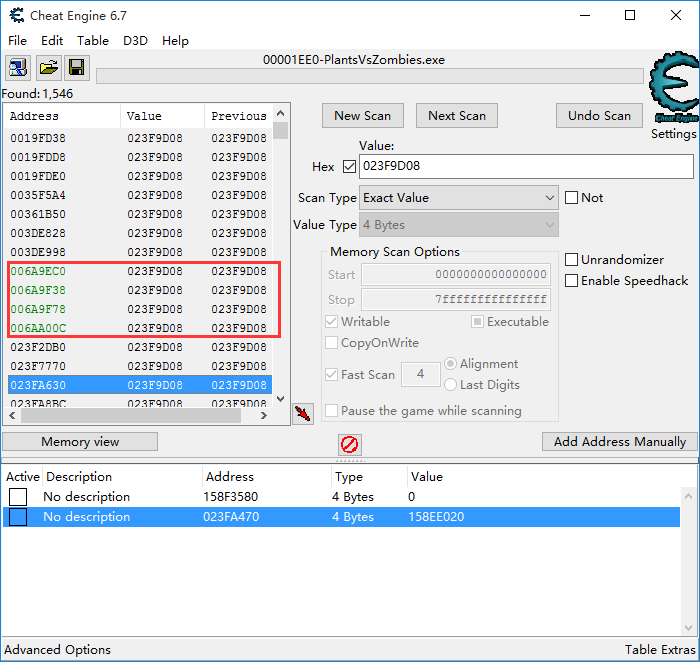 Cheat Engine 6.7
File Edit Table D3D Help
00001EE0-PlantsVsZombies.exe
Found: 1,546
Address Value Previous
0019FD38 023F9D08 023F9D08
0019FDD8 023F9D08 023F9D08
0019FDE0 023F9D08 023F9D08
0035F5A4 023F9D08 023F9D08
00361B50 023F9D08 023F9D08
003DE828 023F9D08 023F9D08
003DE998 023F9D08 023F9D08
006A9EC0 023F9D08 023F9D08
006A9F38 023F9D08 023F9D08
006A9F78 023F9D08 023F9D08
006AA00C 023F9D08 023F9D08
023F2DB0 023F9D08 023F9D08
023F7770 023F9D08 023F9D08
023FA630 023F9D08 023F9D08
023FA8BC 023F9D08 023F9D08
New Scan Next Scan Undo Scan
Cheat Engine
Settings
Value:
Hex 023F9D08
Scan Type Exact Value Not
Value Type 4 Bytes
Memory Scan Options
Start 0000000000000000
Stop 7fffffffffffffff
Writable Executable
CopyOnWrite
Fast Scan 4 Alignment
Last Digits
Pause the game while scanning
Unrandomizer
Enable Speedhack
Memory view Add Address Manually
Active Description Address Type Value
No description 158F3580 4 Bytes 0
No description 023FA470 4 Bytes 158EE020
Advanced Options Table Extras